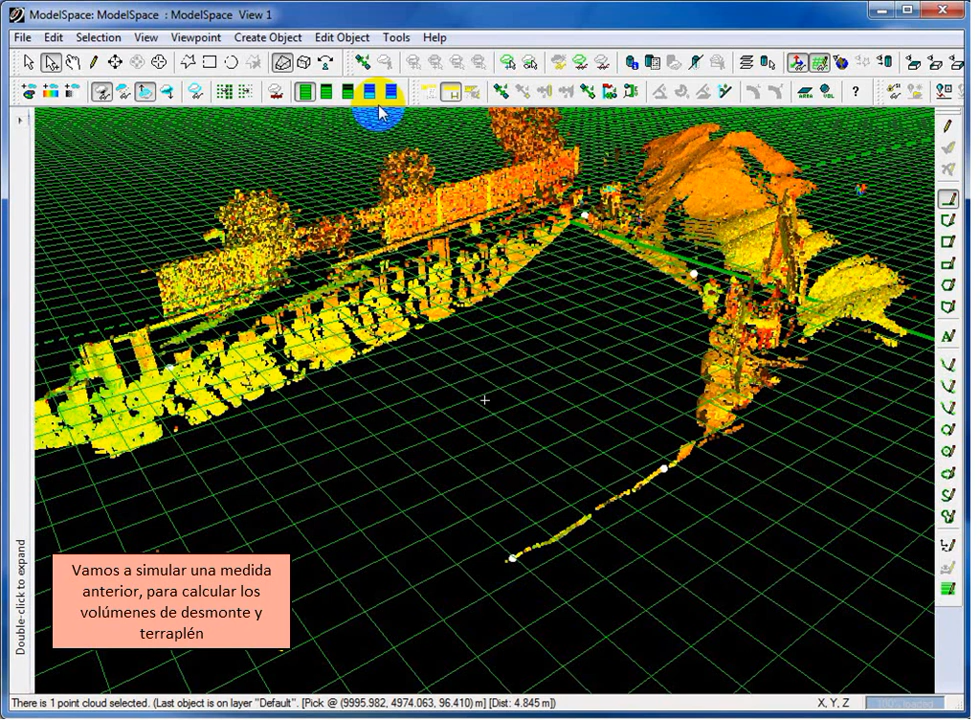 ModelSpace: ModelSpace : ModelSpace View 1
File Edit Selection View Viewpoint Create Object Edit Object Tools Help
Double-click to expand
Vamos a simular una medida
anterior, para calcular los
volúmenes de desmonte y
terraplén
There is 1 point cloud selected. (Last object is on layer "Default". [Pick @ (9995.982, 4974.063, 96.410) m] [Dist: 4.845 m] X, Y, Z